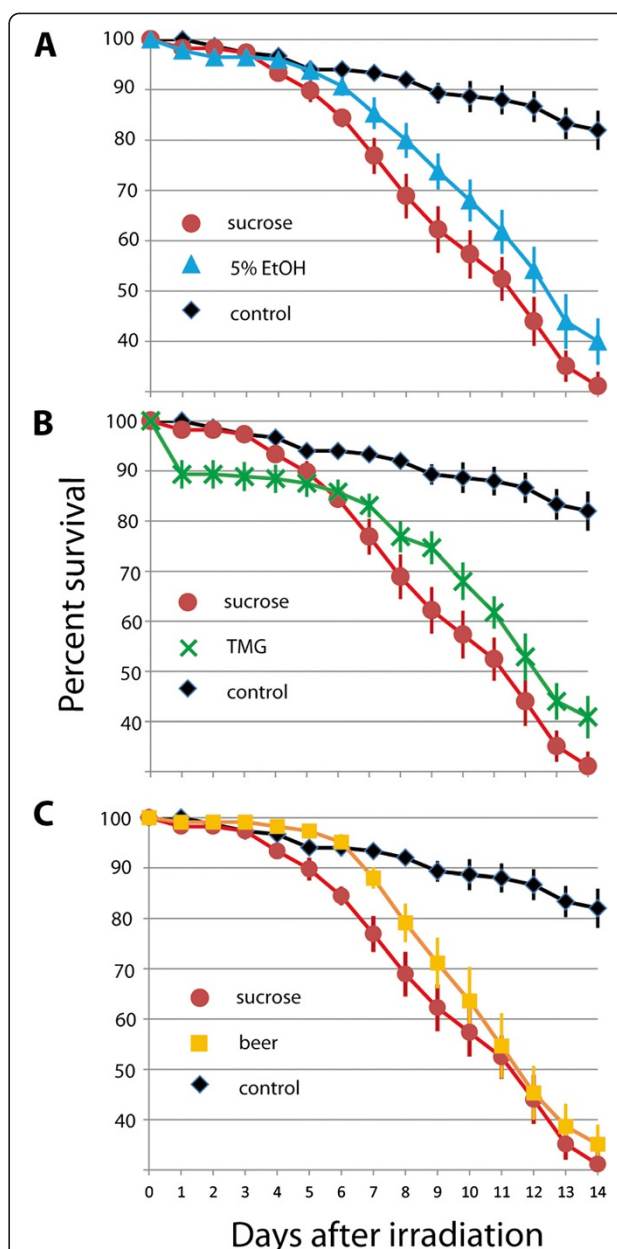 A
100
90
80
70
60
50
40
sucrose
5% EtOH
control
B
100
90
80
70
60
50
40
sucrose
TMG
control
Percent survival
C
100
90
80
70
60
50
40
sucrose
beer
control
0 1 2 3 4 5 6 7 8 9 10 11 12 13 14
Days after irradiation